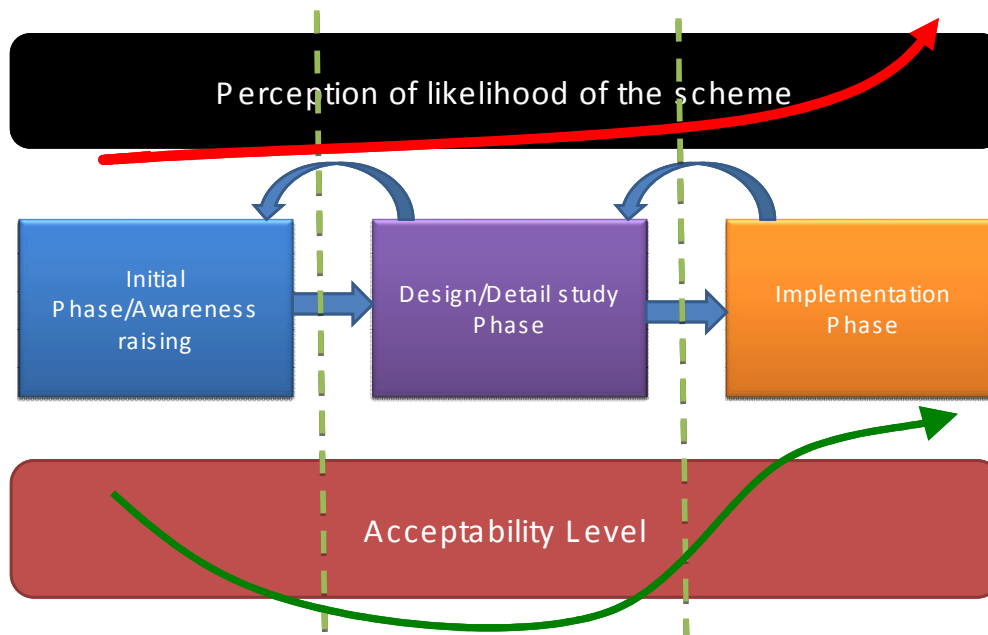 Perception of likelihood of the scheme
Initial
Phase/Awareness
raising
Design/Detail study
Phase
Implementation
Phase
Acceptability Level